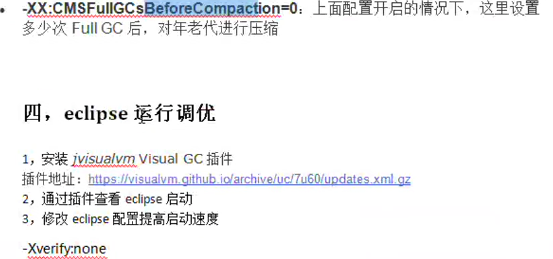 -XX:CMSFullGCsBeforeCompaction=0：上面配置开启的情况下，这里设置
多少次 Full GC 后，对年老代进行压缩
四，eclipse 运行调优
1，安装 jvisualvm Visual GC 插件
插件地址：https://visualvm.github.io/archive/uc/7u60/updates.xml.gz
2，通过插件查看 eclipse 启动
3，修改 eclipse 配置提高启动速度
-Xverify:none